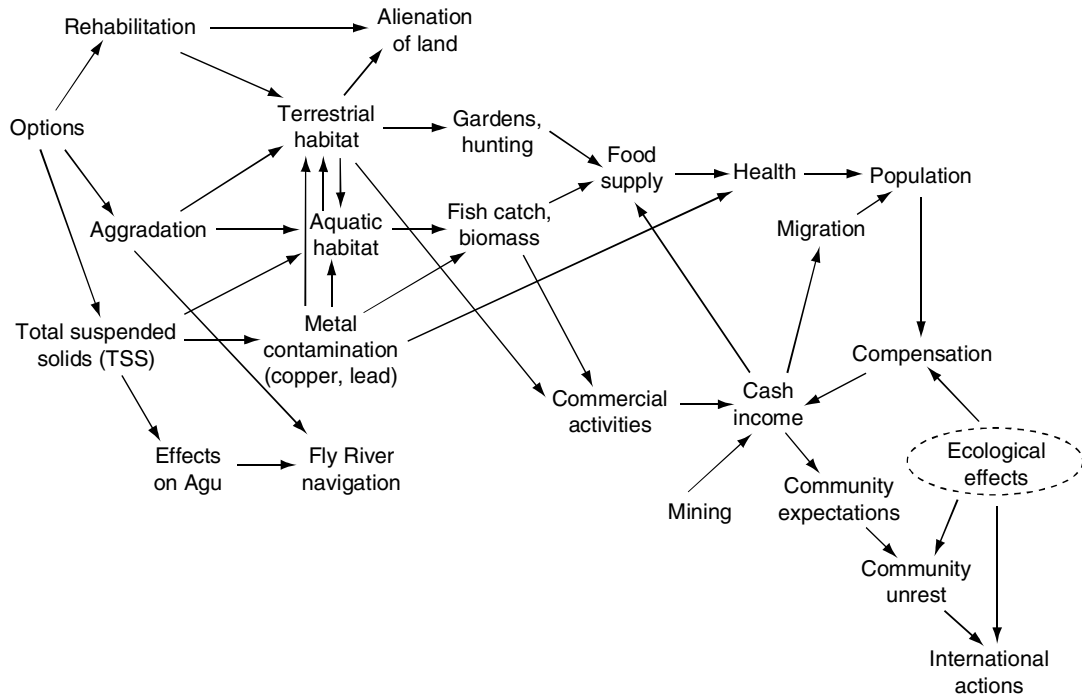 Rehabilitation
Alienation
of land
Options
Terrestrial
habitat
Gardens,
hunting
Food
supply
Health
Population
Aggradation
Aquatic
habitat
Fish catch,
biomass
Migration
Total suspended
solids (TSS)
Metal
contamination
(copper, lead)
Compensation
Commercial
activities
Cash
income
Effects
on Agu
Fly River
navigation
Ecological
effects
Mining
Community
expectations
Community
unrest
International
actions